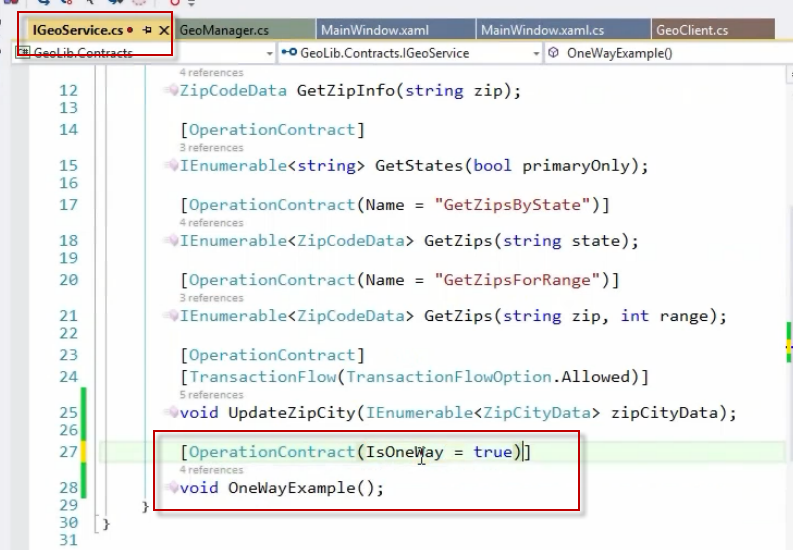 IGeoService.cs
GeoManager.cs
MainWindow.xaml
MainWindow.xaml.cs
GeoClient.cs
GeoLib.Contracts
GeoLib.Contracts.IGeoService
OneWayExample()
4 references
12 ZipCodeData GetZipInfo(string zip);
13
14 [OperationContract]
3 references
15 IEnumerable<string> GetStates(bool primaryOnly);
16
17 [OperationContract(Name = "GetZipsByState")]
4 references
18 IEnumerable<ZipCodeData> GetZips(string state);
19
20 [OperationContract(Name = "GetZipsForRange")]
3 references
21 IEnumerable<ZipCodeData> GetZips(string zip, int range);
22
23 [OperationContract]
24 [TransactionFlow(TransactionFlowOption.Allowed)]
5 references
25 void UpdateZipCity(IEnumerable<ZipCityData> zipCityData);
26
27 [OperationContract(IsOneWay = true)]
4 references
28 void OneWayExample();
29 }
30 }
31